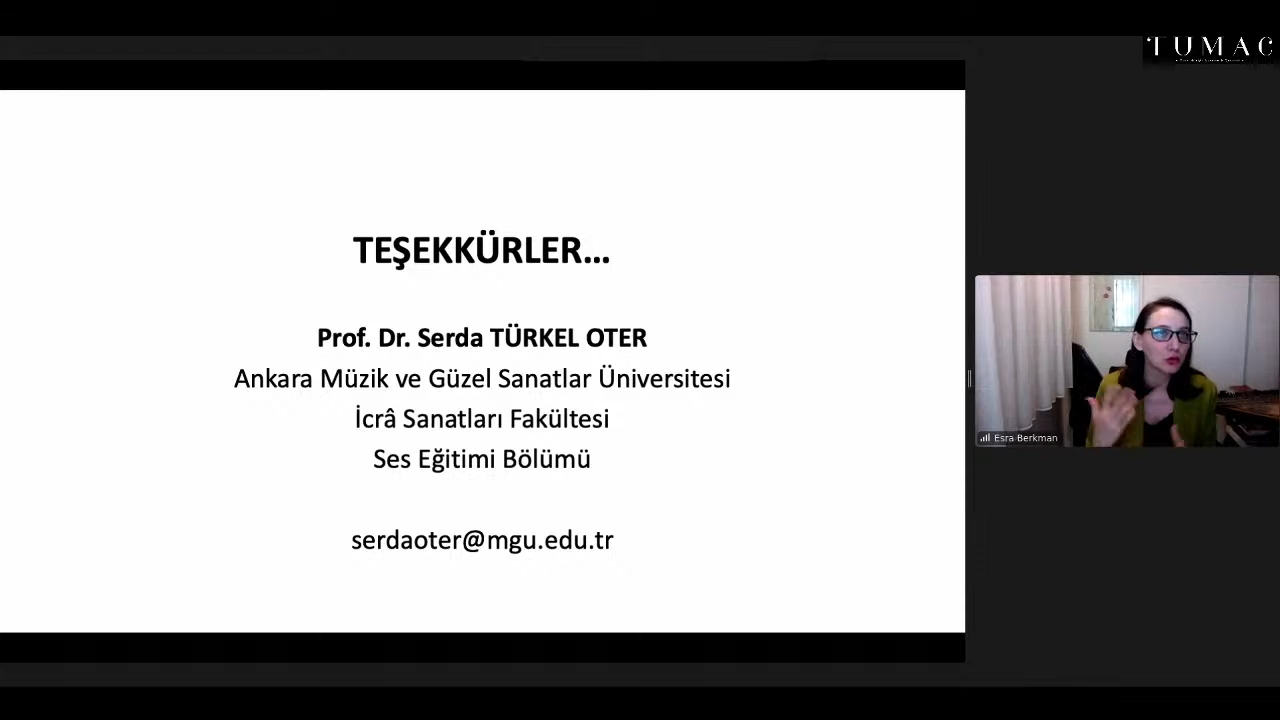 TUMAC
TEŞEKKÜRLER...
Prof. Dr. Serda TÜRKEL OTER
Ankara Müzik ve Güzel Sanatlar Üniversitesi
İcrâ Sanatları Fakültesi
Ses Eğitimi Bölümü
serdaoter@mgu.edu.tr
Esra Berkman